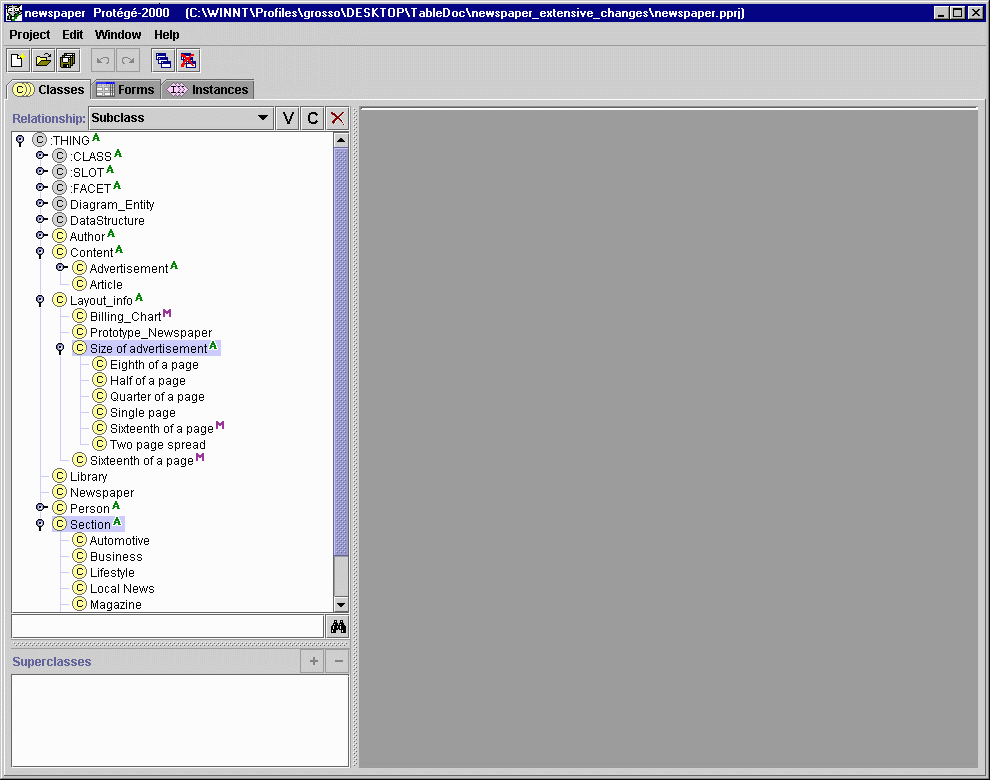 newspaper Protégé-2000 (C:\WINNT\Profiles\grosso\DESKTOP\TableDoc\newspaper_extensive_changes\newspaper.pprj)
Project Edit Window Help
C Classes Forms Instances
Relationship: Subclass V C
C :THING A
C :CLASS A
C :SLOT A
C :FACET A
C Diagram_Entity
C DataStructure
C Author A
C Content A
C Advertisement A
C Article
C Layout_info A
C Billing_Chart M
C Prototype_Newspaper
C Size of advertisement A
C Eighth of a page
C Half of a page
C Quarter of a page
C Single page
C Sixteenth of a page M
C Two page spread
C Sixteenth of a page M
C Library
C Newspaper
C Person A
C Section A
C Automotive
C Business
C Lifestyle
C Local News
C Magazine
Superclasses + −